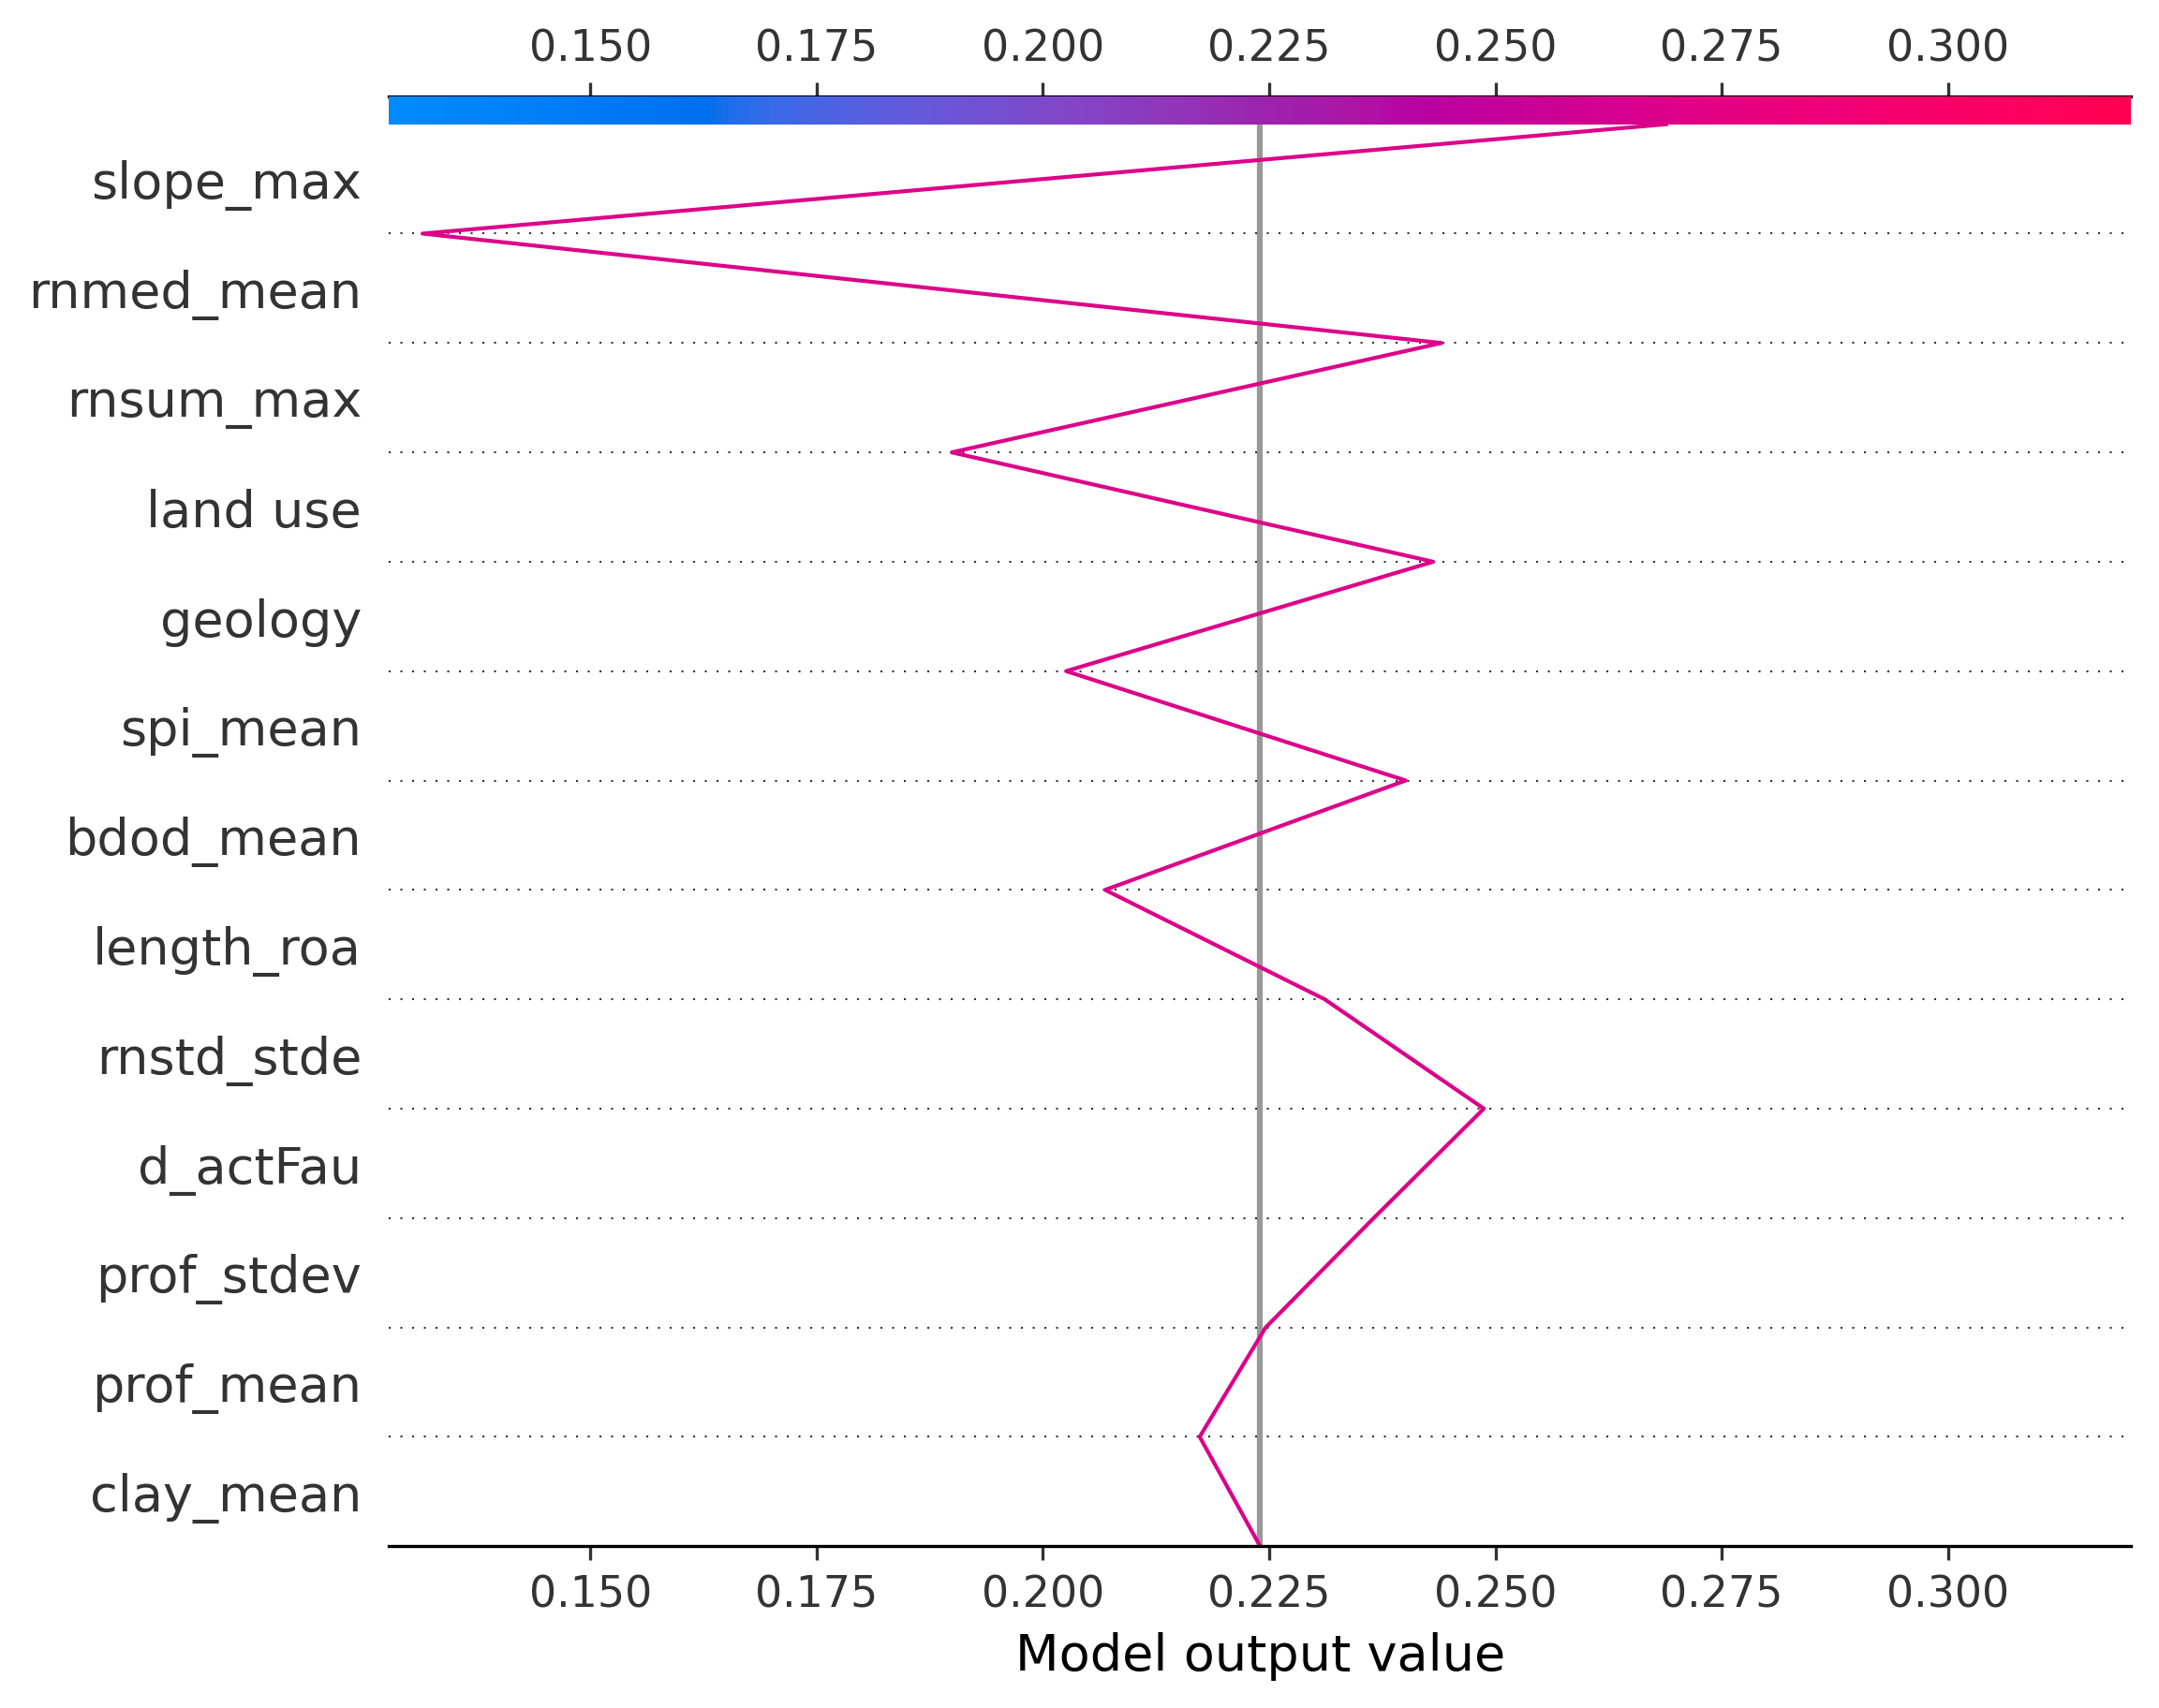 0.150 0.175 0.200 0.225 0.250 0.275 0.300
slope_max
rnmed_mean
rnsum_max
land use
geology
spi_mean
bdod_mean
length_roa
rnstd_stde
d_actFau
prof_stdev
prof_mean
clay_mean
0.150 0.175 0.200 0.225 0.250 0.275 0.300
Model output value